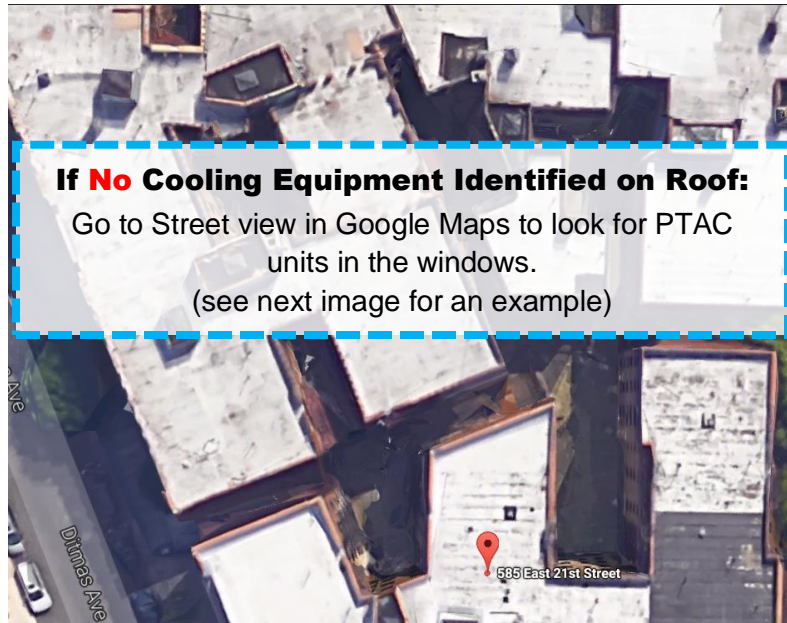 If No Cooling Equipment Identified on Roof:
Go to Street view in Google Maps to look for PTAC
units in the windows.
(see next image for an example)
Ave
Ditmas Ave
585 East 21st Street